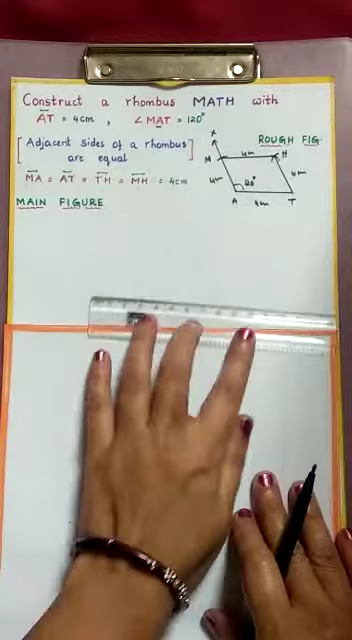 Construct a rhombus MATH with
AT = 4cm , ∠MAT = 120°
[Adjacent sides of a rhombus are equal]
ROUGH FIG.
MA = AT = TH = MH = 4cm
MAIN FIGURE
X
M
4cm
H
4cm
4cm
120°
A
4cm
T